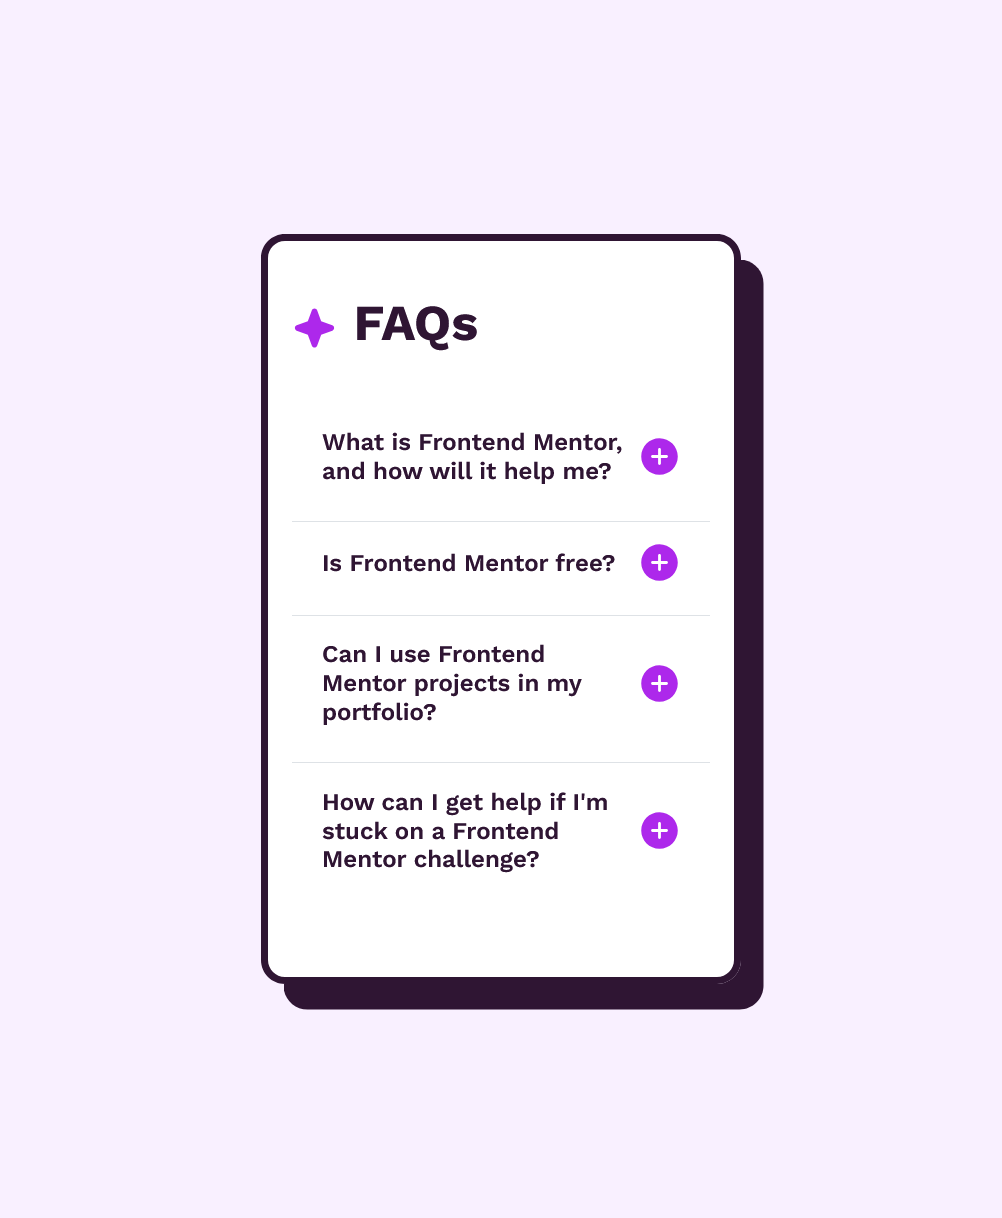 FAQs
What is Frontend Mentor,
and how will it help me?
Is Frontend Mentor free?
Can I use Frontend
Mentor projects in my
portfolio?
How can I get help if I'm
stuck on a Frontend
Mentor challenge?